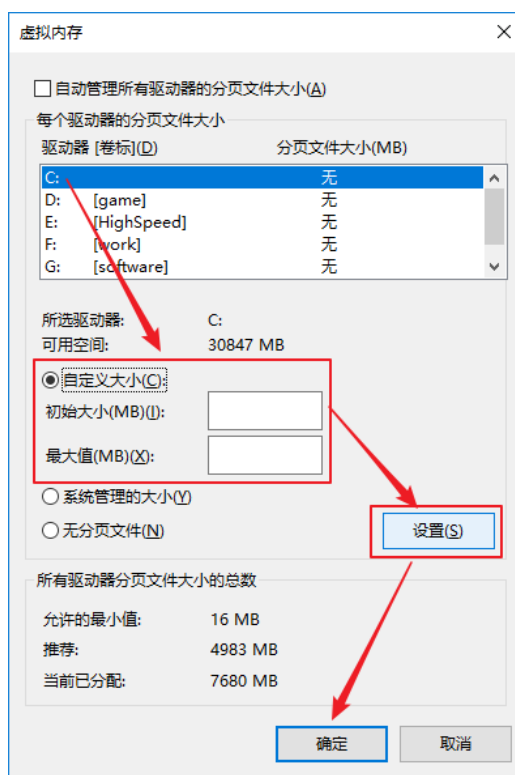 虚拟内存
自动管理所有驱动器的分页文件大小(A)
每个驱动器的分页文件大小
驱动器 [卷标](D) 分页文件大小(MB)
C: 无
D: [game] 无
E: [HighSpeed] 无
F: [work] 无
G: [software] 无
所选驱动器: C:
可用空间: 30847 MB
自定义大小(C):
初始大小(MB)(I):
最大值(MB)(X):
系统管理的大小(Y)
无分页文件(N) 设置(S)
所有驱动器分页文件大小的总数
允许的最小值: 16 MB
推荐: 4983 MB
当前已分配: 7680 MB
确定 取消